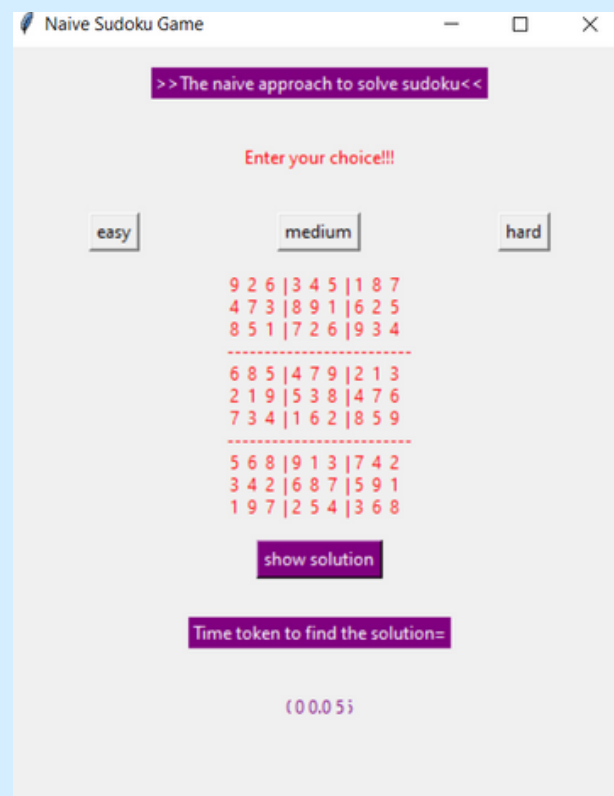 Naive Sudoku Game
>>The naive approach to solve sudoku<<
Enter your choice!!!
easy medium hard
9 2 6 |3 4 5 |1 8 7
4 7 3 |8 9 1 |6 2 5
8 5 1 |7 2 6 |9 3 4
-------------------------
6 8 5 |4 7 9 |2 1 3
2 1 9 |5 3 8 |4 7 6
7 3 4 |1 6 2 |8 5 9
-------------------------
5 6 8 |9 1 3 |7 4 2
3 4 2 |6 8 7 |5 9 1
1 9 7 |2 5 4 |3 6 8
show solution
Time token to find the solution=